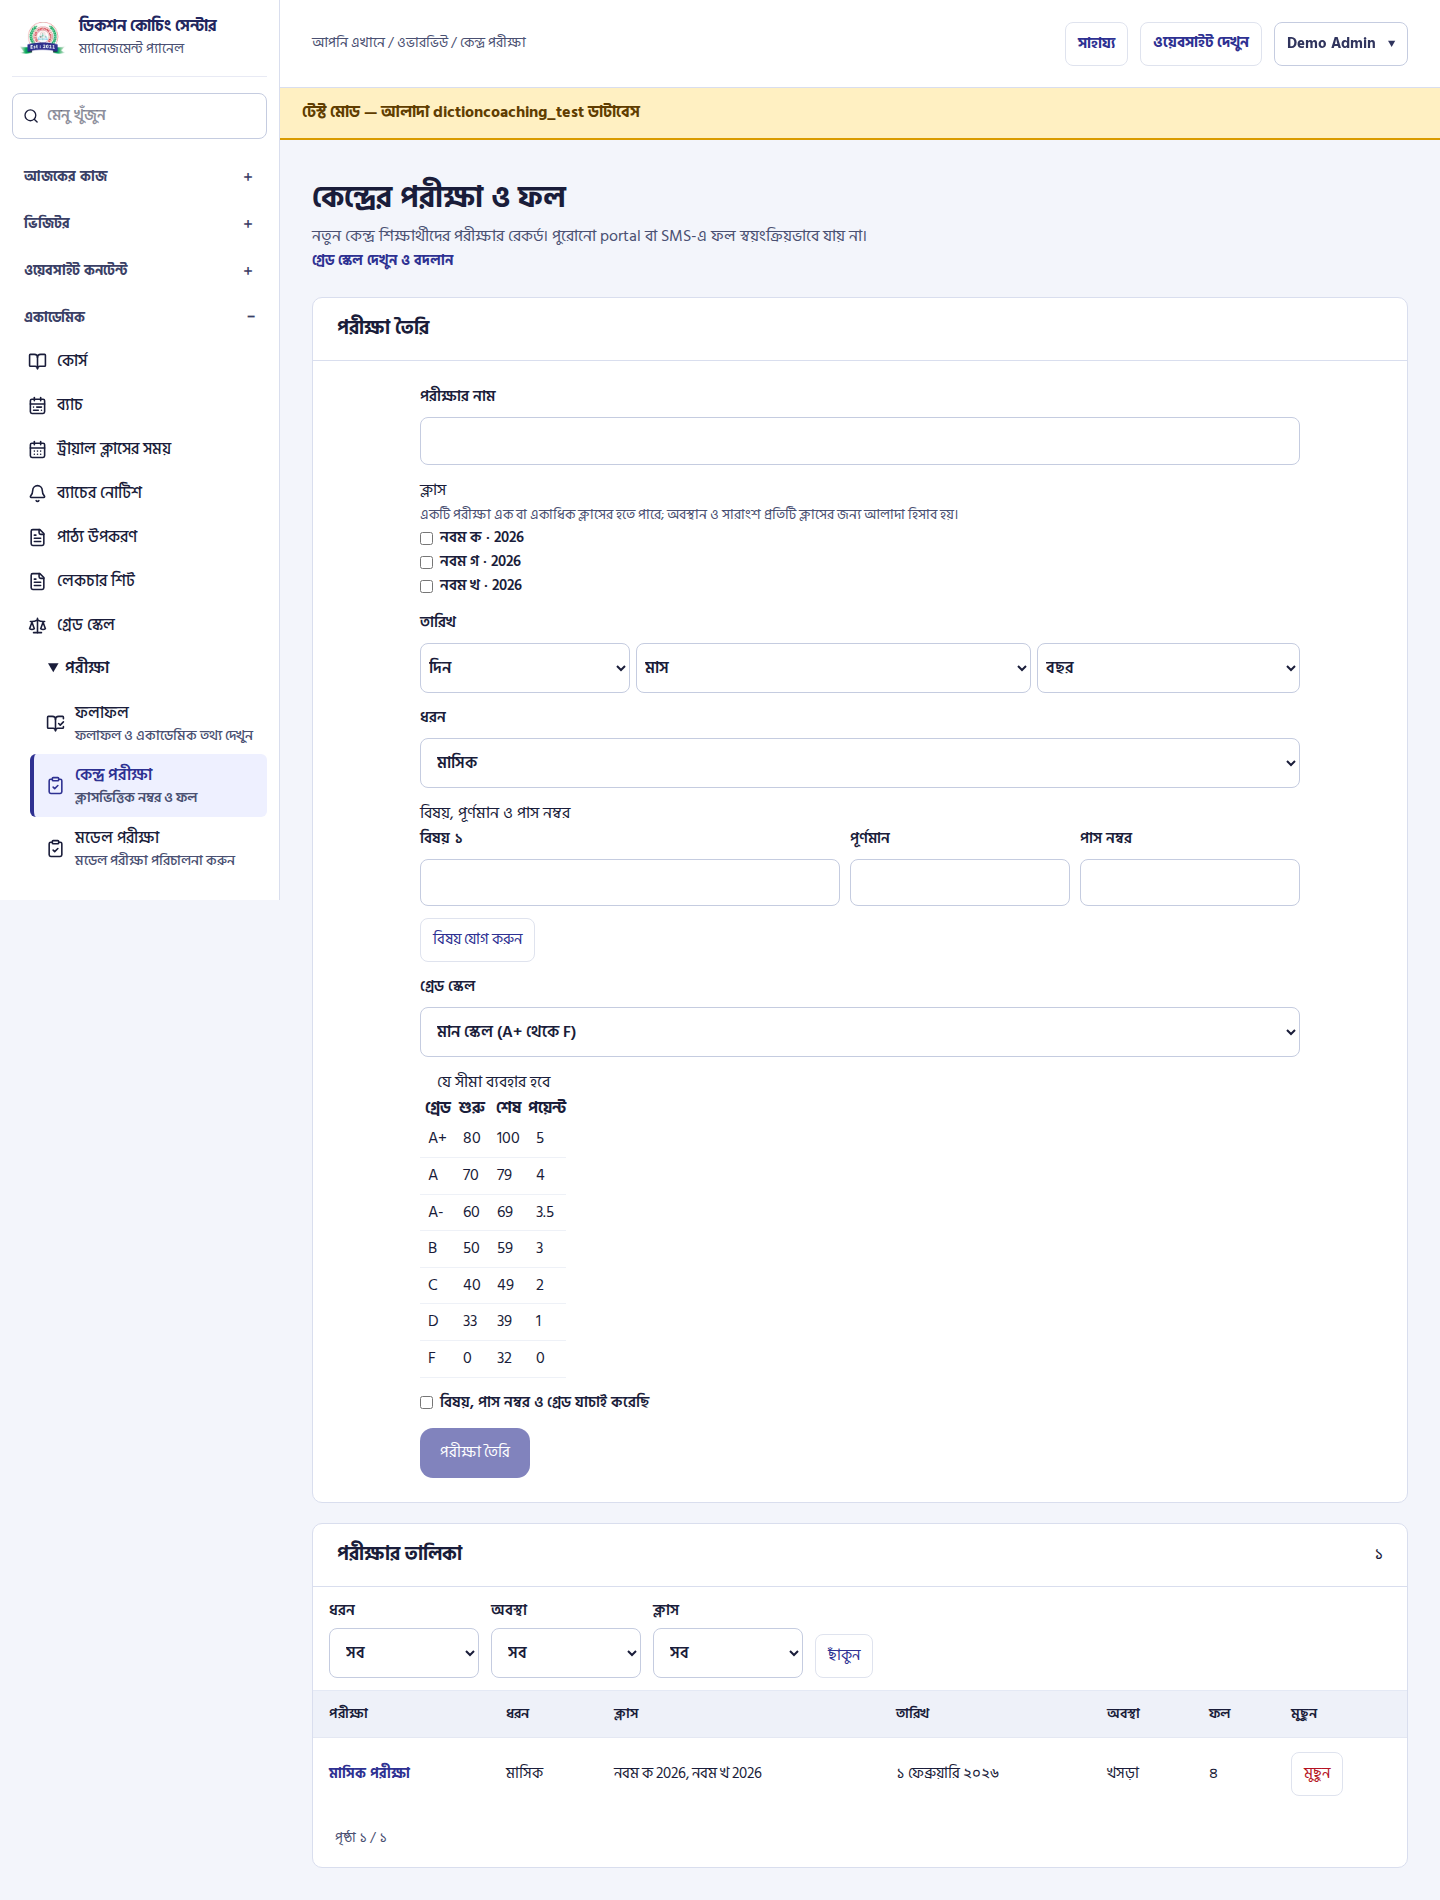 ডিকশন কোচিং সেন্টার
ম্যানেজমেন্ট প্যানেল
Est : 2011
মেনু খুঁজুন
আজকের কাজ +
ভিজিটর +
ওয়েবসাইট কনটেন্ট +
একাডেমিক −
কোর্স
ব্যাচ
ট্রায়াল ক্লাসের সময়
ব্যাচের নোটিশ
পাঠ্য উপকরণ
লেকচার শিট
গ্রেড স্কেল
▼ পরীক্ষা
ফলাফল
ফলাফল ও একাডেমিক তথ্য দেখুন
কেন্দ্র পরীক্ষা
ক্লাসভিত্তিক নম্বর ও ফল
মডেল পরীক্ষা
মডেল পরীক্ষা পরিচালনা করুন
আপনি এখানে / ওভারভিউ / কেন্দ্র পরীক্ষা
সাহায্য
ওয়েবসাইট দেখুন
Demo Admin ▾
টেস্ট মোড — আলাদা dictioncoaching_test ডাটাবেস
কেন্দ্রের পরীক্ষা ও ফল
নতুন কেন্দ্র শিক্ষার্থীদের পরীক্ষার রেকর্ড। পুরোনো portal বা SMS-এ ফল স্বয়ংক্রিয়ভাবে যায় না।
গ্রেড স্কেল দেখুন ও বদলান
পরীক্ষা তৈরি
পরীক্ষার নাম
ক্লাস
একটি পরীক্ষা এক বা একাধিক ক্লাসের হতে পারে; অবস্থান ও সারাংশ প্রতিটি ক্লাসের জন্য আলাদা হিসাব হয়।
নবম ক · 2026
নবম গ · 2026
নবম খ · 2026
তারিখ
দিন মাস বছর
ধরন
মাসিক
বিষয়, পূর্ণমান ও পাস নম্বর
বিষয় ১ পূর্ণমান পাস নম্বর
বিষয় যোগ করুন
গ্রেড স্কেল
মান স্কেল (A+ থেকে F)
যে সীমা ব্যবহার হবে
গ্রেড শুরু শেষ পয়েন্ট
A+ 80 100 5
A 70 79 4
A- 60 69 3.5
B 50 59 3
C 40 49 2
D 33 39 1
F 0 32 0
বিষয়, পাস নম্বর ও গ্রেড যাচাই করেছি
পরীক্ষা তৈরি
পরীক্ষার তালিকা ১
ধরন অবস্থা ক্লাস
সব সব সব ছাঁকুন
পরীক্ষা ধরন ক্লাস তারিখ অবস্থা ফল মুছুন
মাসিক পরীক্ষা মাসিক নবম ক 2026, নবম খ 2026 ১ ফেব্রুয়ারি ২০২৬ খসড়া ৪ মুছুন
পৃষ্ঠা ১ / ১